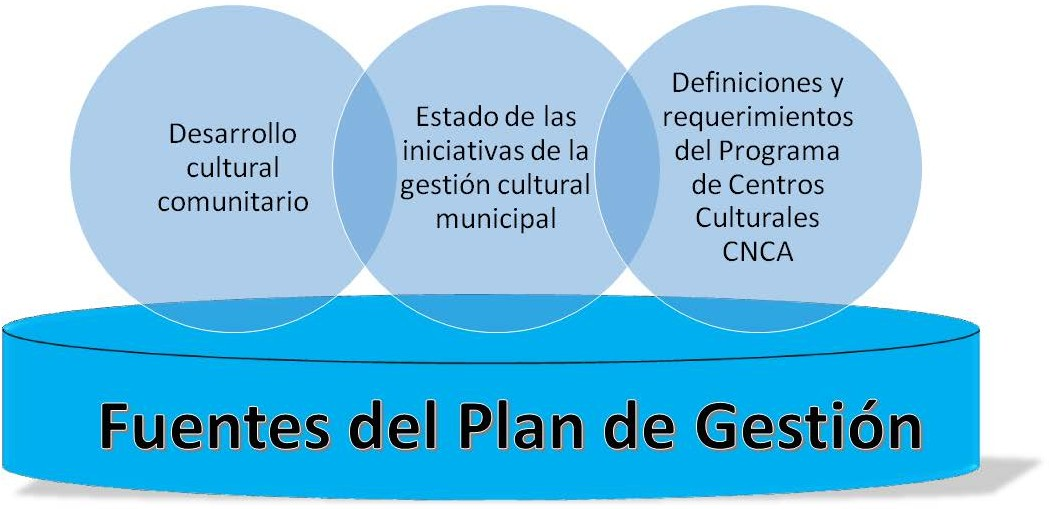 Desarrollo
cultural
comunitario
Estado de las
iniciativas de la
gestión cultural
municipal
Definiciones y
requerimientos
del Programa
de Centros
Culturales
CNCA
Fuentes del Plan de Gestión